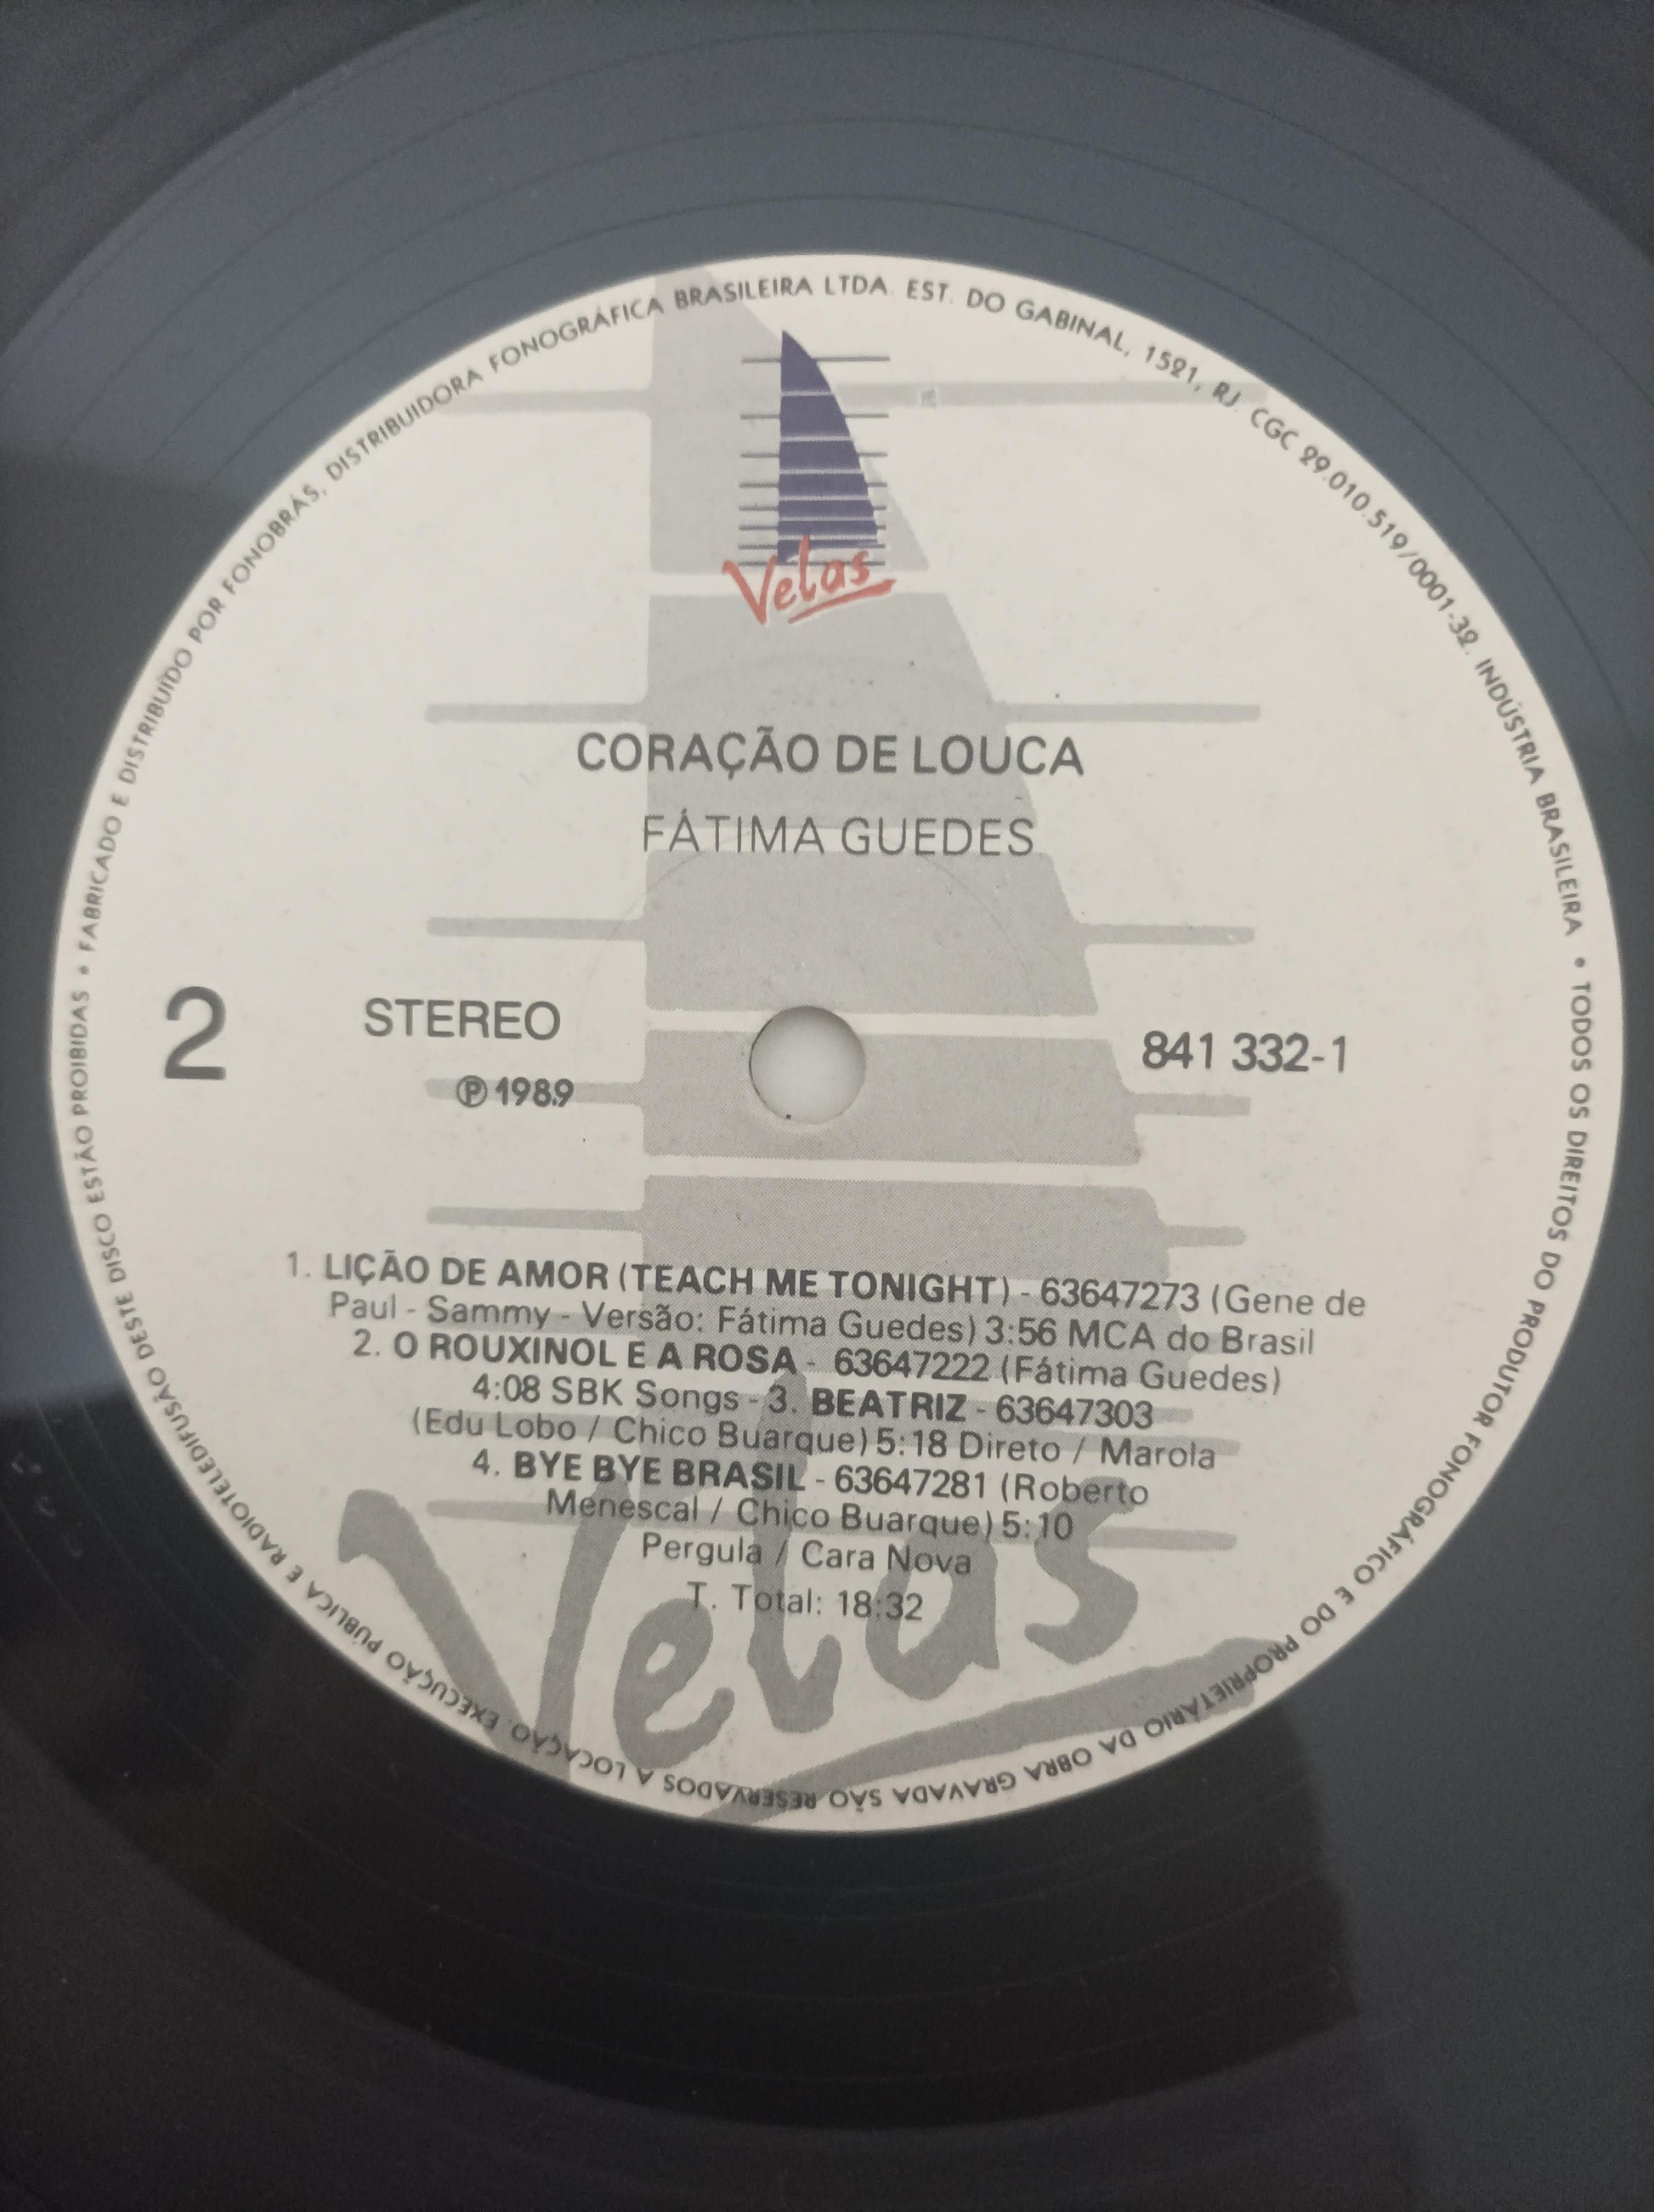 Velas
CORAÇÃO DE LOUCA
FÁTIMA GUEDES
2
STEREO
℗ 1989
841 332-1
1. LIÇÃO DE AMOR (TEACH ME TONIGHT) - 63647273 (Gene de
Paul - Sammy - Versão: Fátima Guedes) 3:56 MCA do Brasil
2. O ROUXINOL E A ROSA - 63647222 (Fátima Guedes)
4:08 SBK Songs - 3. BEATRIZ - 63647303
(Edu Lobo / Chico Buarque) 5:18 Direto / Marola
4. BYE BYE BRASIL - 63647281 (Roberto
Menescal / Chico Buarque) 5:10
Pergula / Cara Nova
T. Total: 18:32
Velas
• FABRICADO E DISTRIBUÍDO POR FONOBRÁS, DISTRIBUIDORA FONOGRÁFICA BRASILEIRA LTDA. EST. DO GABINAL, 1521, RJ. CGC 29.010.519/0001-32. INDÚSTRIA BRASILEIRA • TODOS OS DIREITOS DO PRODUTOR FONOGRÁFICO E DO PROPRIETÁRIO DA OBRA GRAVADA SÃO RESERVADOS A LOCAÇÃO, EXECUÇÃO PÚBLICA E RADIOTELEDIFUSÃO DESTE DISCO ESTÃO PROIBIDAS